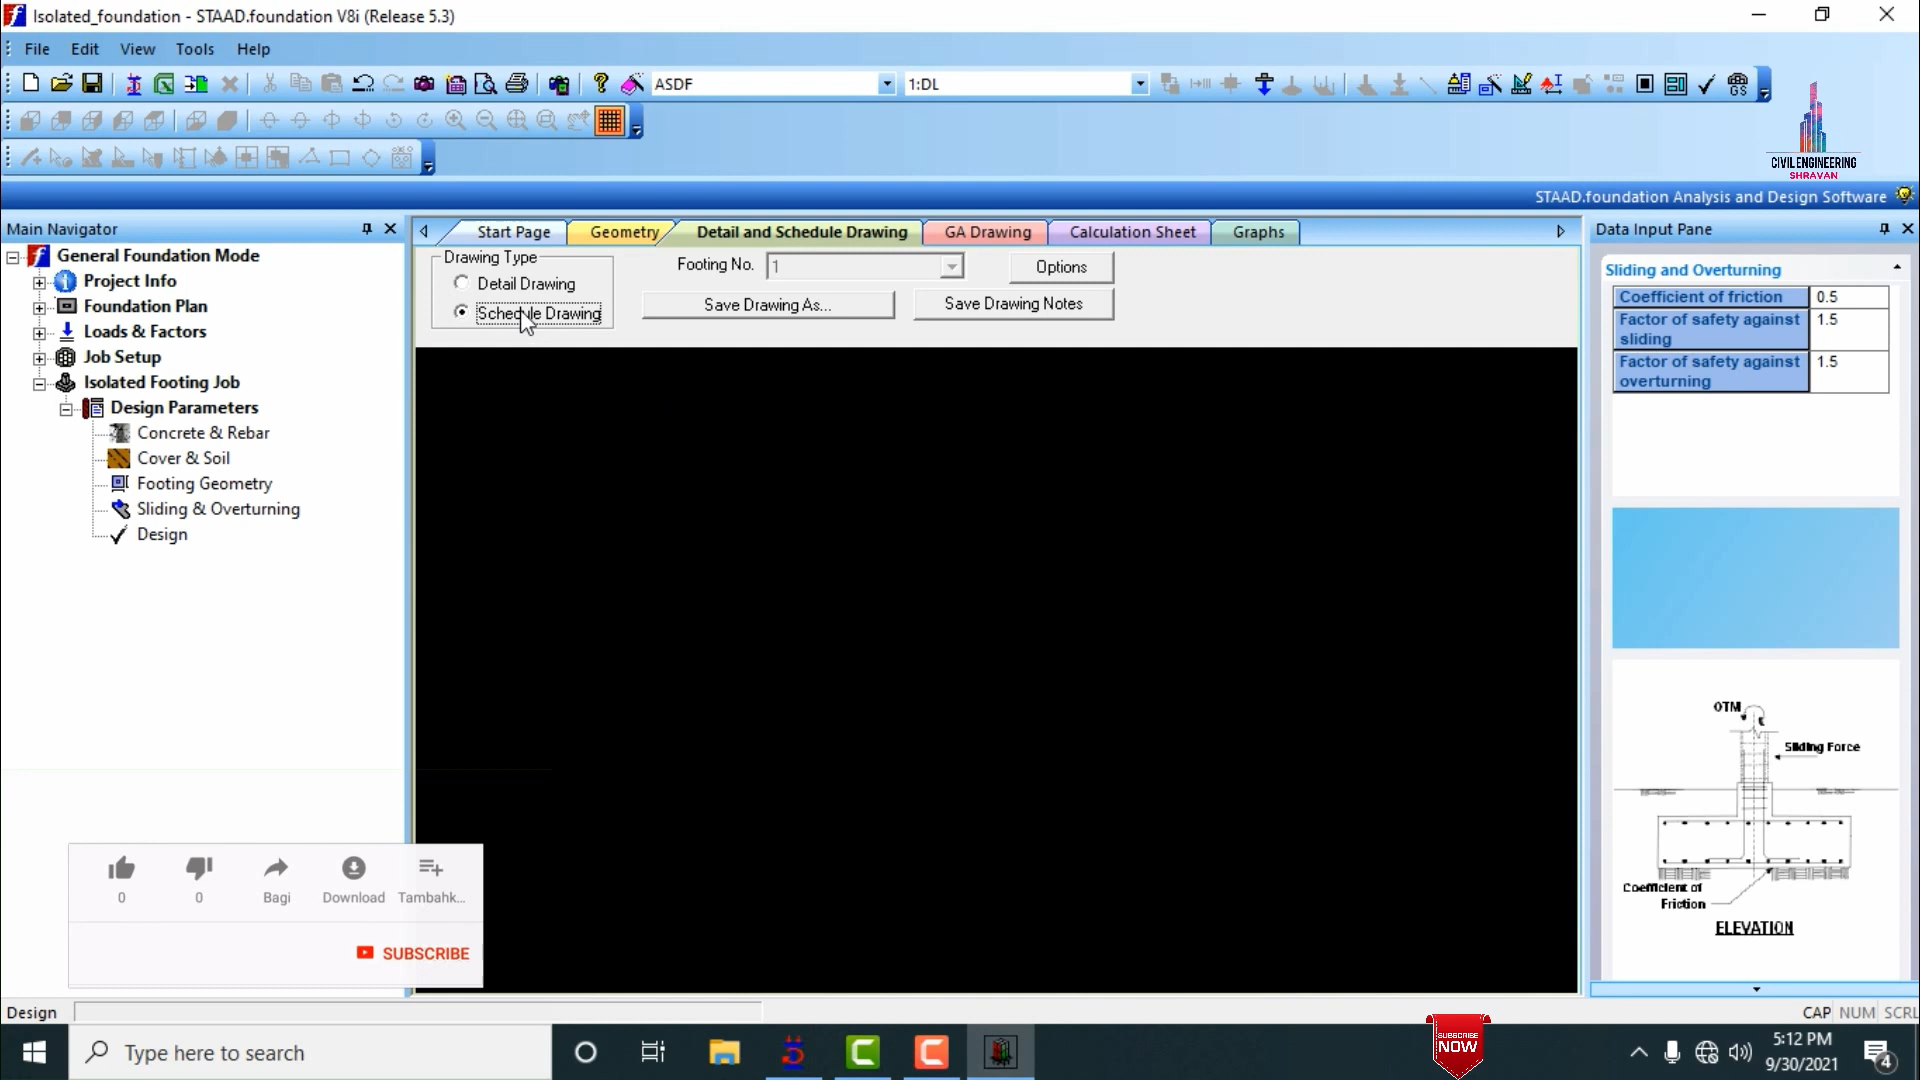 Isolated_foundation - STAAD.foundation V8i (Release 5.3)
File Edit View Tools Help
ASDF
1:DL
GS
CIVILENGINEERING
SHRAVAN
STAAD.foundation Analysis and Design Software
Main Navigator
General Foundation Mode
Project Info
Foundation Plan
Loads & Factors
Job Setup
Isolated Footing Job
Design Parameters
Concrete & Rebar
Cover & Soil
Footing Geometry
Sliding & Overturning
Design
Start Page
Geometry
Detail and Schedule Drawing
GA Drawing
Calculation Sheet
Graphs
Drawing Type
Detail Drawing
Schedule Drawing
Footing No.
1
Options
Save Drawing As...
Save Drawing Notes
Data Input Pane
Sliding and Overturning
Coefficient of friction 0.5
Factor of safety against 1.5
sliding
Factor of safety against 1.5
overturning
OTM
Sliding Force
Coefficient of
Friction
ELEVATION
0
0
Bagi
Download
Tambahk...
SUBSCRIBE
Design
CAP NUM SCRL
Type here to search
SUBSCRIBE
NOW
5:12 PM
9/30/2021
4